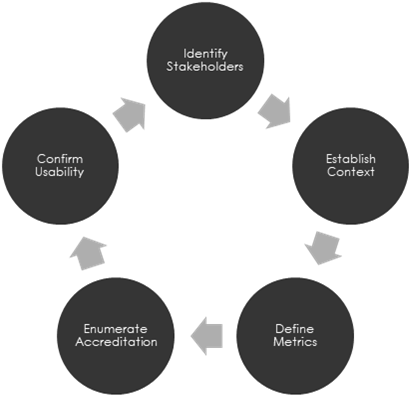 Identify
Stakeholders
Establish
Context
Define
Metrics
Enumerate
Accreditation
Confirm
Usability